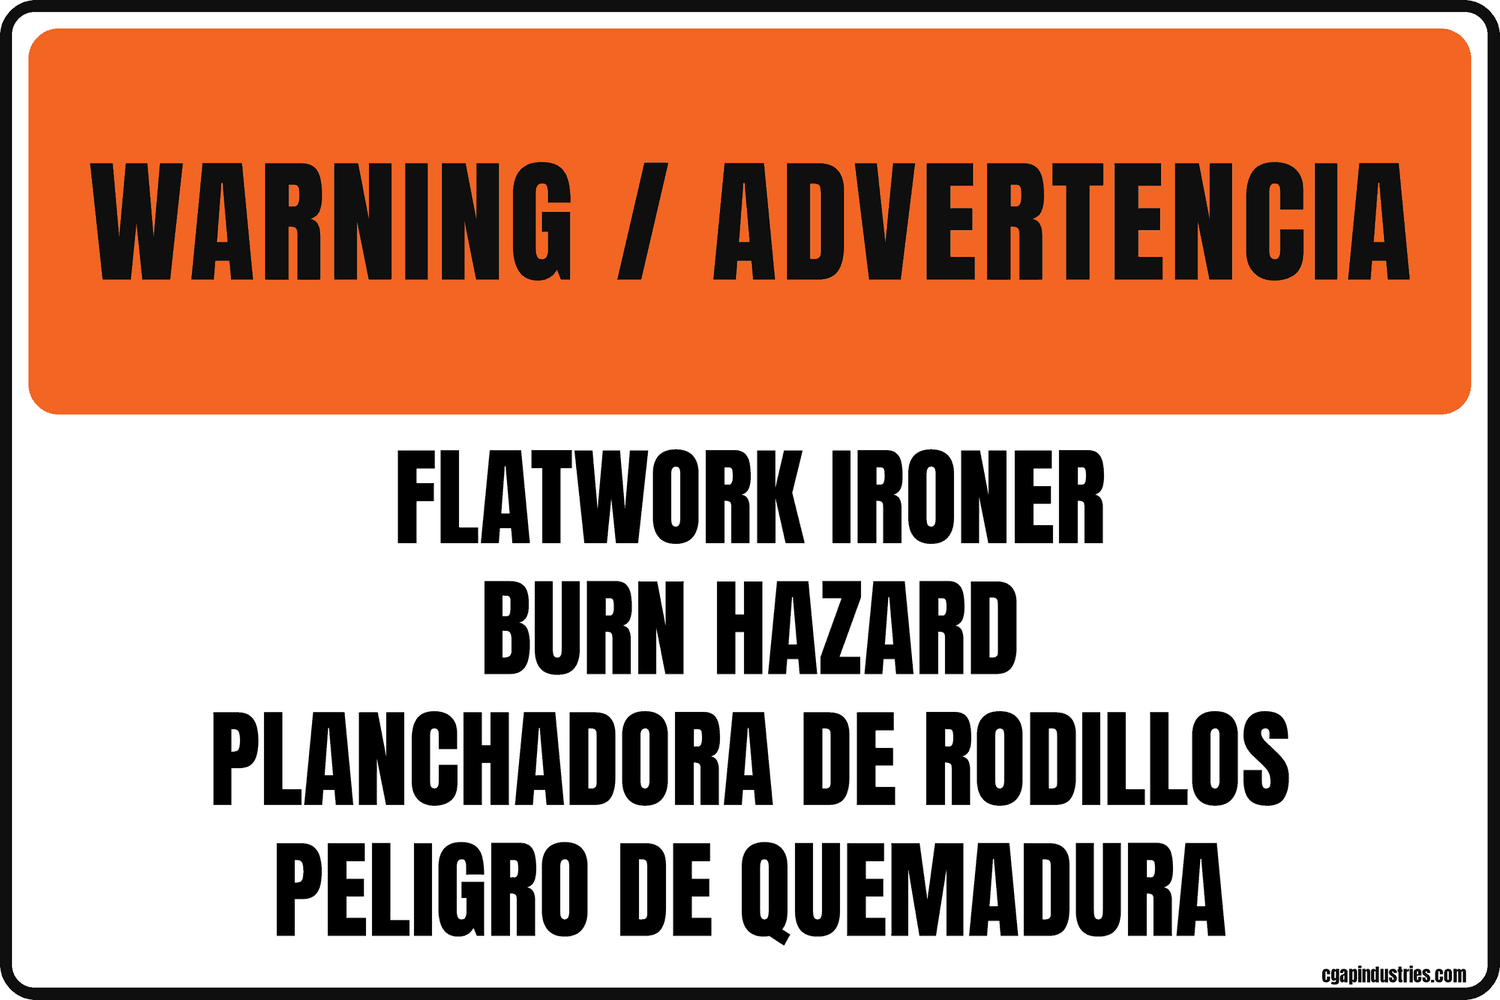 WARNING / ADVERTENCIA
FLATWORK IRONER
BURN HAZARD
PLANCHADORA DE RODILLOS
PELIGRO DE QUEMADURA
cgapindustries.com